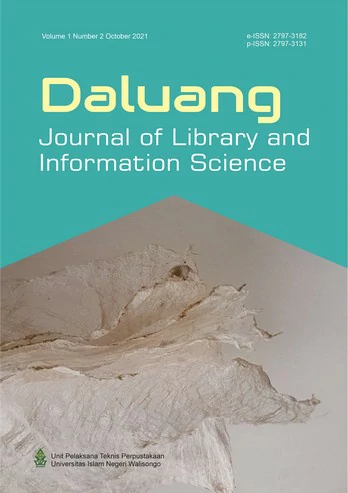 Volume 1 Number 2 October 2021
e-ISSN: 2797-3182
p-ISSN: 2797-3131
Daluang
Journal of Library and
Information Science
Unit Pelaksana Teknis Perpustakaan
Universitas Islam Negeri Walisongo